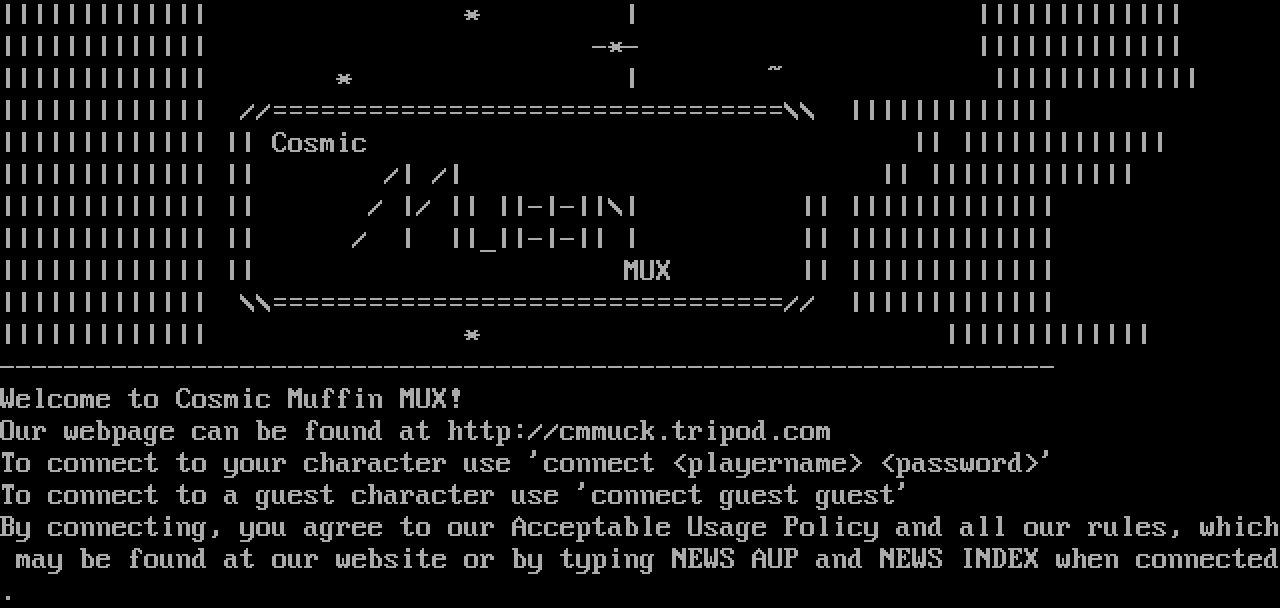 Cosmic
MUX
Welcome to Cosmic Muffin MUX!
Our webpage can be found at http://cmmuck.tripod.com
To connect to your character use 'connect <playername> <password>'
To connect to a guest character use 'connect guest guest'
By connecting, you agree to our Acceptable Usage Policy and all our rules, which
may be found at our website or by typing NEWS AUP and NEWS INDEX when connected
.